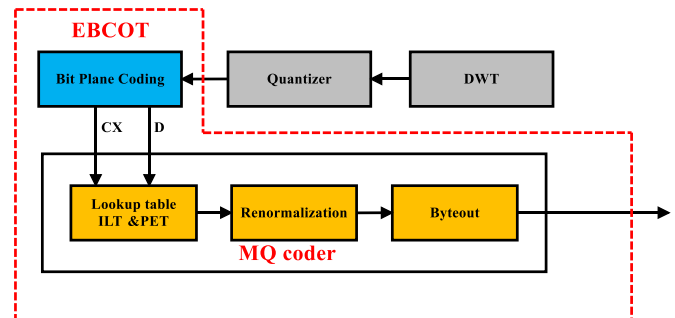 EBCOT
Bit Plane Coding
Quantizer
DWT
CX
D
Lookup table
ILT &PET
Renormalization
Byteout
MQ coder